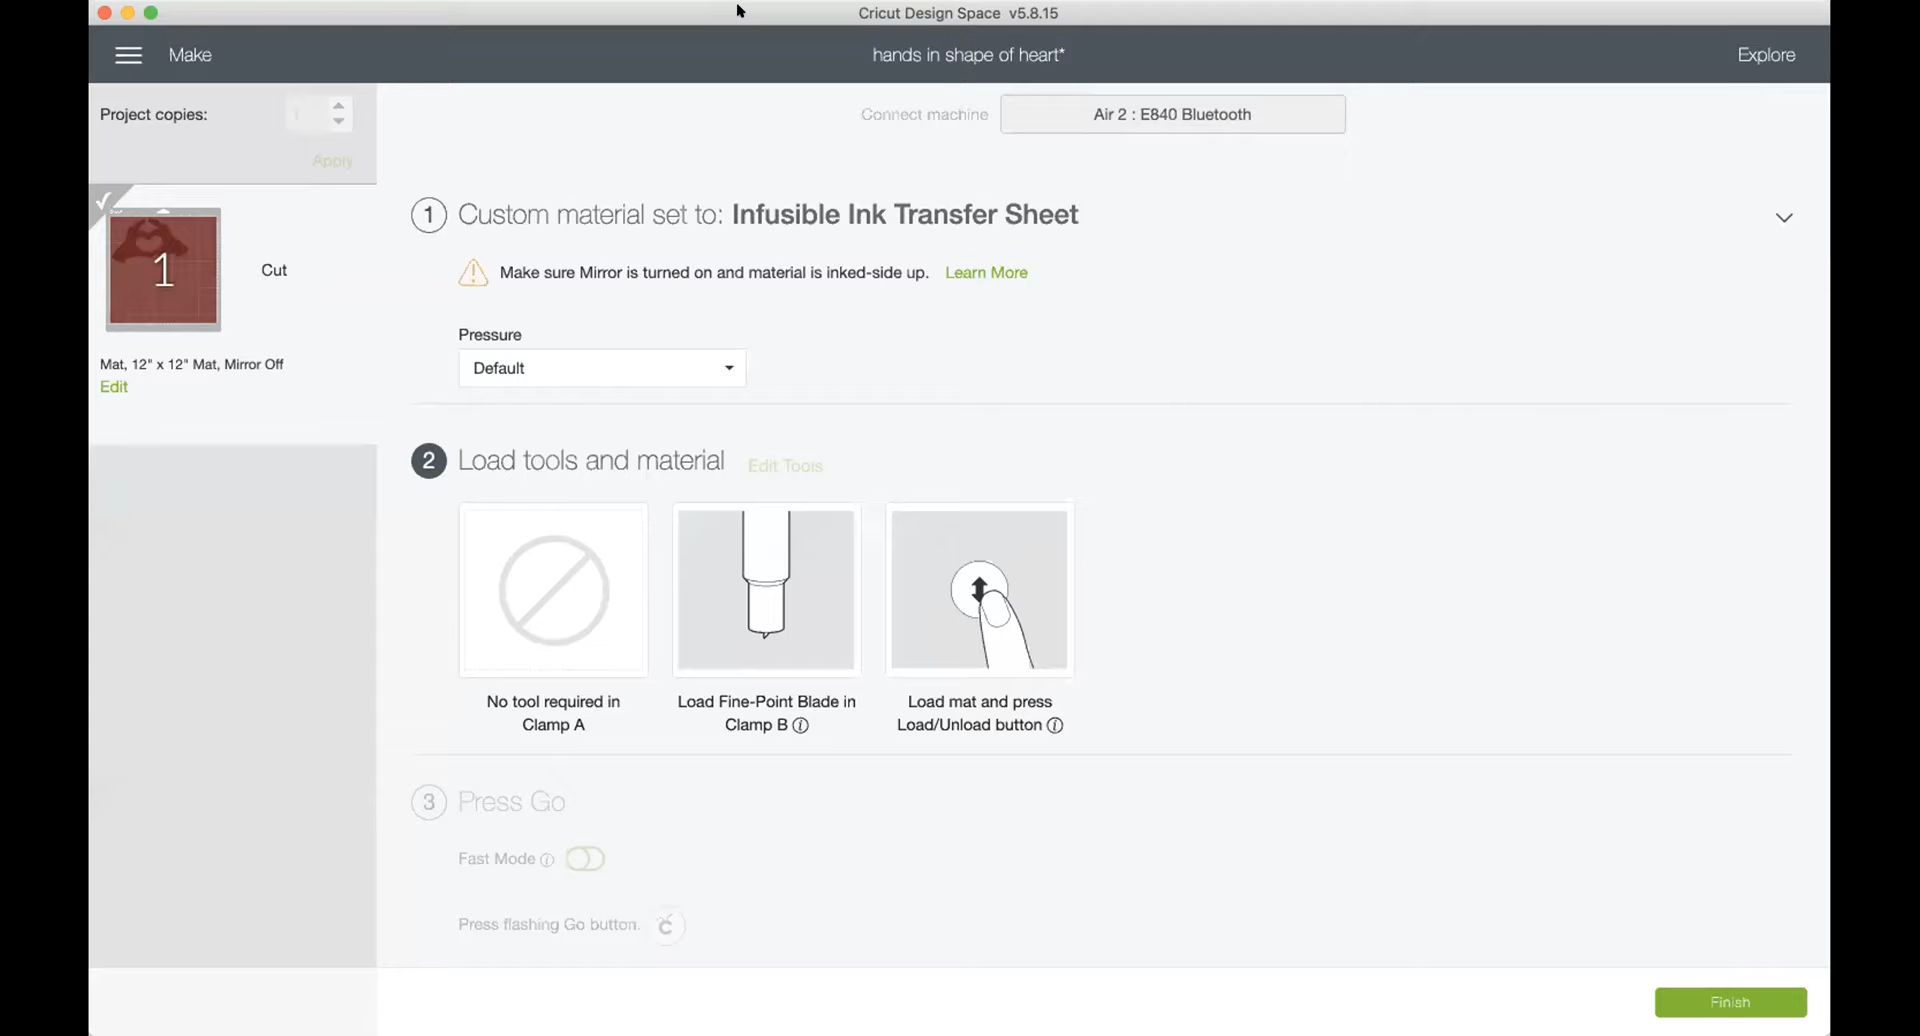 Cricut Design Space v5.8.15
Make
hands in shape of heart*
Explore
Project copies:
1
Apply
Connect machine
Air 2 : E840 Bluetooth
1
Cut
Mat, 12" x 12" Mat, Mirror Off
Edit
1 Custom material set to: Infusible Ink Transfer Sheet
Make sure Mirror is turned on and material is inked-side up. Learn More
Pressure
Default
2 Load tools and material Edit Tools
No tool required in
Clamp A
Load Fine-Point Blade in
Clamp B
Load mat and press
Load/Unload button
3 Press Go
Fast Mode
Press flashing Go button.
Finish